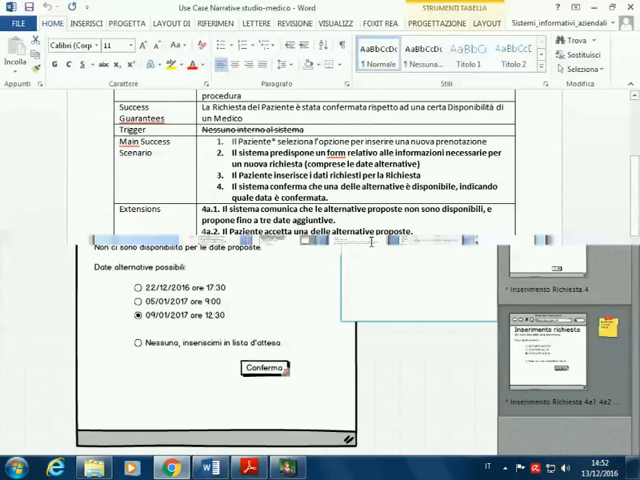 Use Case Narrative studio-medico - Word
STRUMENTI TABELLA
FILE HOME INSERISCI PROGETTA LAYOUT DI RIFERIMEN LETTERE REVISIONE VISUALIZZ FOXIT REA PROGETTAZIONE LAYOUT Sistemi_informativi_aziendali
Incolla
Calibri (Corp 11
AaBbCcDc AaBbCcDc AaBbC AaBbCcD
¶ Normale ¶ Nessuna... Titolo 1 Titolo 2
Trova
Sostituisci
Seleziona
Appunti Carattere Paragrafo Stili Modifica
procedura
Success Guarantees
La Richiesta del Paziente è stata confermata rispetto ad una certa Disponibilità di
un Medico
Trigger
Nessuno interno al sistema
Main Success Scenario
1. Il Paziente* seleziona l'opzione per inserire una nuova prenotazione
2. Il sistema predispone un form relativo alle informazioni necessarie per
un nuovo richiesta (comprese le date alternative)
3. Il Paziente inserisce i dati richiesti per la Richiesta
4. Il sistema conferma che una delle alternative è disponibile, indicando
quale data è confermata.
Extensions
4a.1. Il sistema comunica che le alternative proposte non sono disponibili, e
propone fino a tre date aggiuntive.
4a.2. Il Paziente accetta una delle alternative proposte.
Non ci sono disponibilità per le date proposte.
Date alternative possibili:
22/12/2016 ore 17:30
05/01/2017 ore 9:00
09/01/2017 ore 12:30
Nessuna, inseriscimi in lista d'attesa
Conferma
* Inserimento Richiesta 4
Inserimento richiesta
* Inserimento Richiesta 4a1 4a2 ...
IT
14:52
13/12/2016